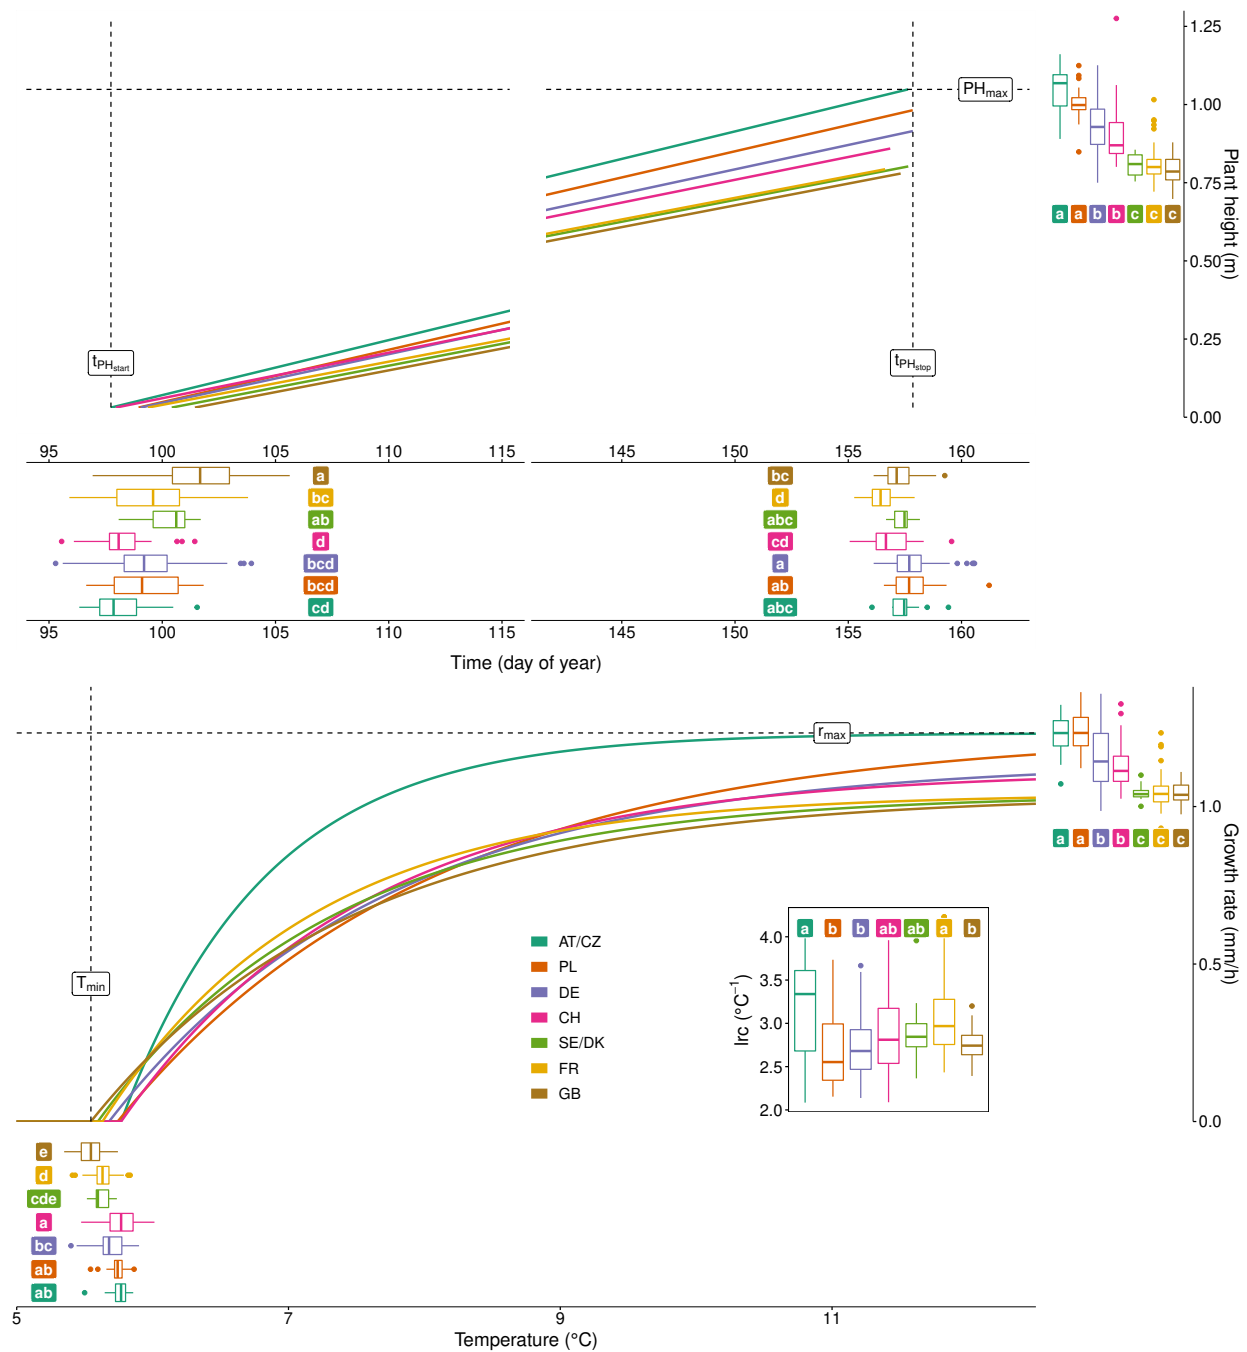 1.25
PHmax
1.00
0.75
a a b b c c c
Plant height (m)
0.50
tPHstart
tPHstop
0.25
0.00
95 100 105 110 115 145 150 155 160
a bc
bc d
ab abc
d cd
bcd a
bcd ab
cd abc
95 100 105 110 115 145 150 155 160
Time (day of year)
rmax
1.0
a a b b c c c
Growth rate (mm/h)
a b b ab ab a b
4.0
3.5
3.0
2.5
2.0
lrc (°C−1)
AT/CZ
PL
DE
CH
SE/DK
FR
GB
Tmin
0.5
0.0
e
d
cde
a
bc
ab
ab
5 7 9 11
Temperature (°C)